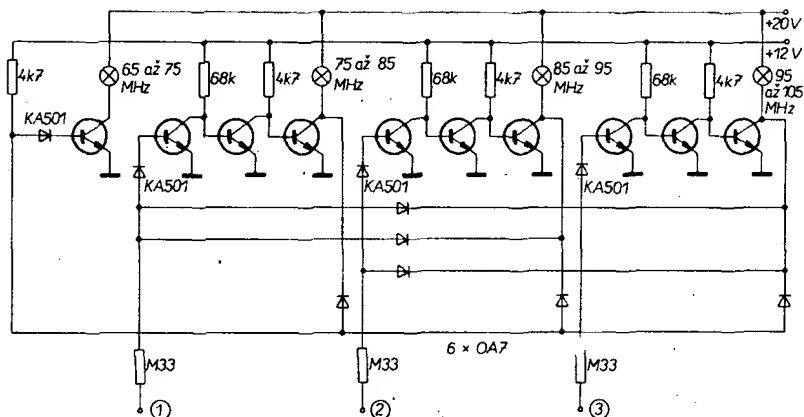 +20V
+12V
4k7
65 až 75
MHz
68k
4k7
75 až 85
MHz
68k
4k7
85 až 95
MHz
68k
4k7
95
až 105
MHz
KA501
KA501
KA501
KA501
6 × OA7
M33
M33
M33
1
2
3